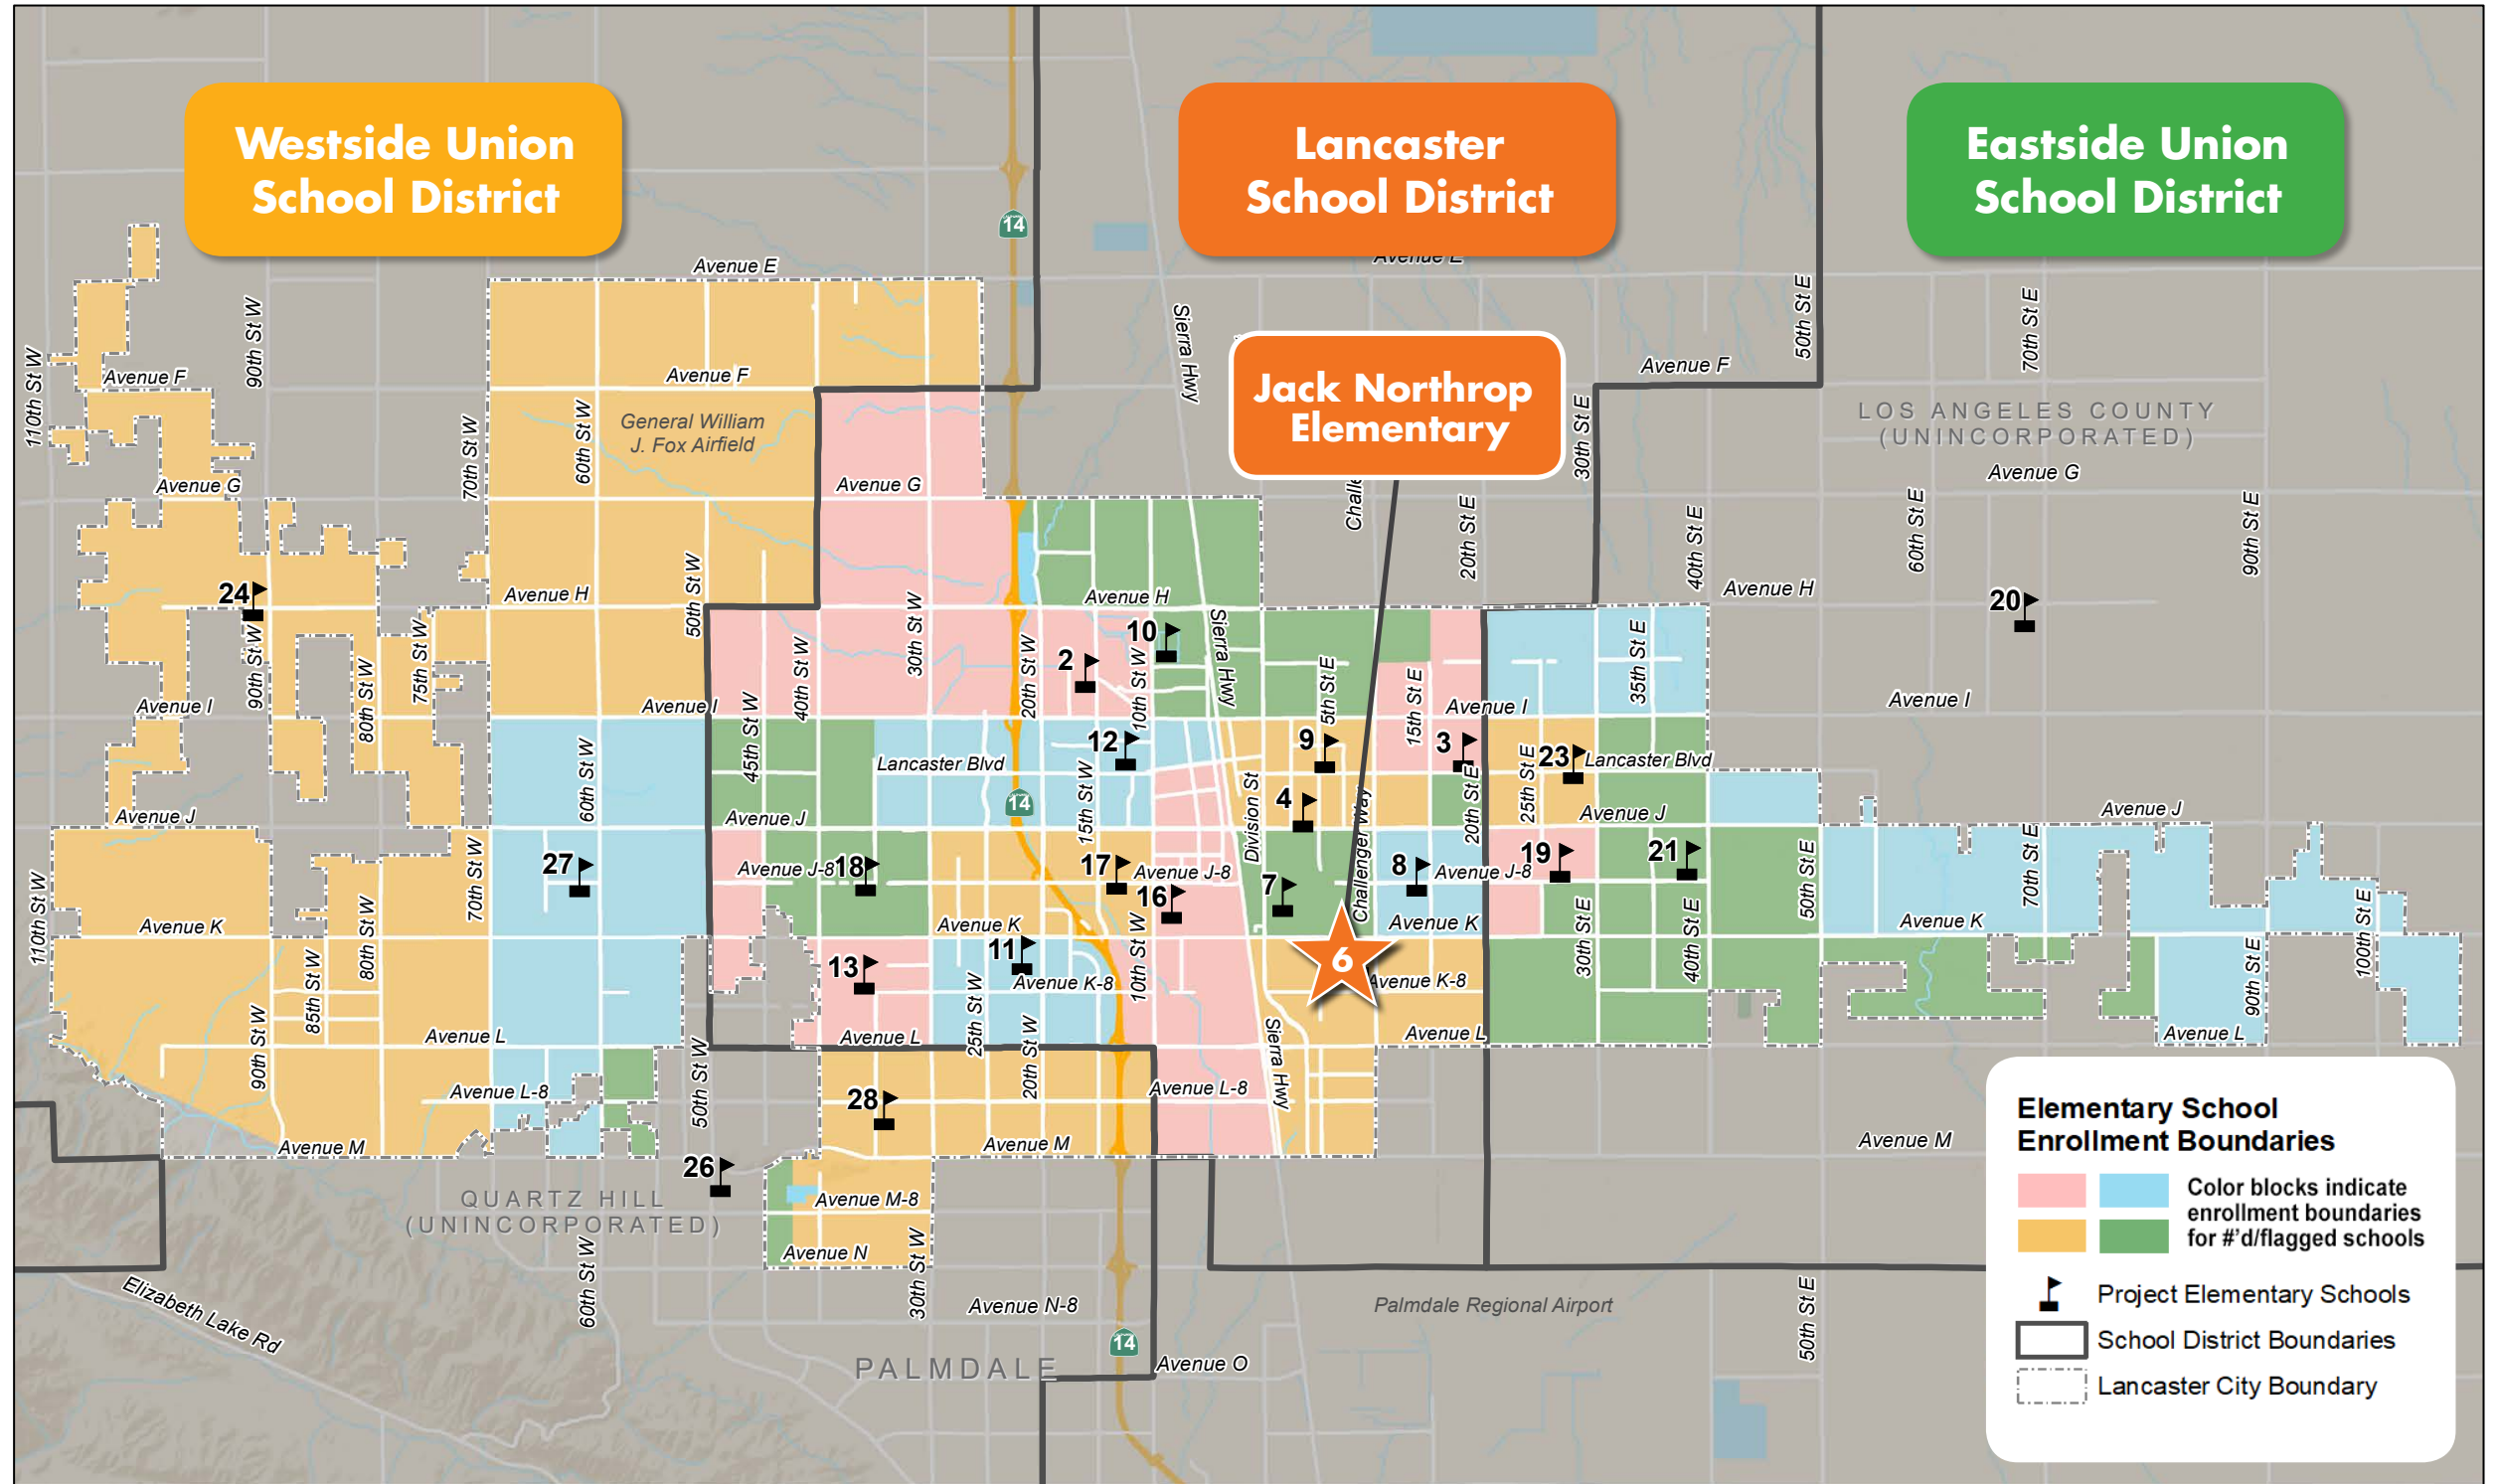 Westside Union
School District
Lancaster
School District
Eastside Union
School District
14
Avenue E
Avenue E
Sierra Hwy
50th St E
70th St E
90th St W
110th St W
Avenue F
Avenue F
Avenue F
Jack Northrop
Elementary
General William
J. Fox Airfield
60th St W
70th St W
30th St E
LOS ANGELES COUNTY
(UNINCORPORATED)
Avenue G
Avenue G
Avenue G
Challe
20th St E
40th St E
60th St E
90th St E
24
Avenue H
50th St W
Avenue H
Avenue H
20
30th St W
10
2
20th St W
10th St W
Sierra Hwy
35th St E
90th St W
80th St W
75th St W
40th St W
5th St E
15th St E
Avenue I
Avenue I
Avenue I
Avenue I
45th St W
60th St W
12
9
3
23
Lancaster Blvd
Lancaster Blvd
25th St E
15th St W
Division St
4
14
20th St E
Avenue J
Avenue J
Avenue J
Avenue J
Challenger Way
27
Avenue J-8
18
17
Avenue J-8
16
7
8
Avenue J-8
19
21
70th St W
110th St W
50th St E
70th St E
Avenue K
80th St W
Avenue K
Avenue K
Avenue K
10th St W
30th St E
40th St E
100th St E
90th St E
85th St W
13
11
Avenue K-8
6
Avenue K-8
25th St W
90th St W
Avenue L
Avenue L
20th St W
Sierra Hwy
Avenue L
Avenue L
50th St W
Avenue L-8
28
Avenue L-8
Avenue M
Avenue M
Avenue M
26
QUARTZ HILL
(UNINCORPORATED)
Avenue M-8
Avenue N
30th St W
60th St W
Elizabeth Lake Rd
Avenue N-8
Palmdale Regional Airport
50th St E
14
PALMDALE
Avenue O
Elementary School
Enrollment Boundaries
Color blocks indicate
enrollment boundaries
for #'d/flagged schools
Project Elementary Schools
School District Boundaries
Lancaster City Boundary